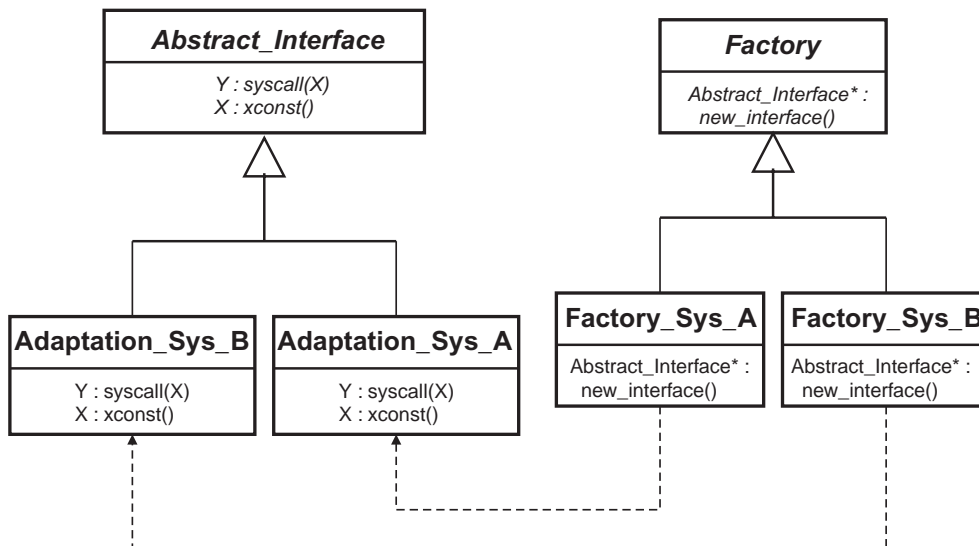 Abstract_Interface
Y : syscall(X)
X : xconst()
Factory
Abstract_Interface* :
new_interface()
Adaptation_Sys_B
Y : syscall(X)
X : xconst()
Adaptation_Sys_A
Y : syscall(X)
X : xconst()
Factory_Sys_A
Abstract_Interface* :
new_interface()
Factory_Sys_B
Abstract_Interface* :
new_interface()